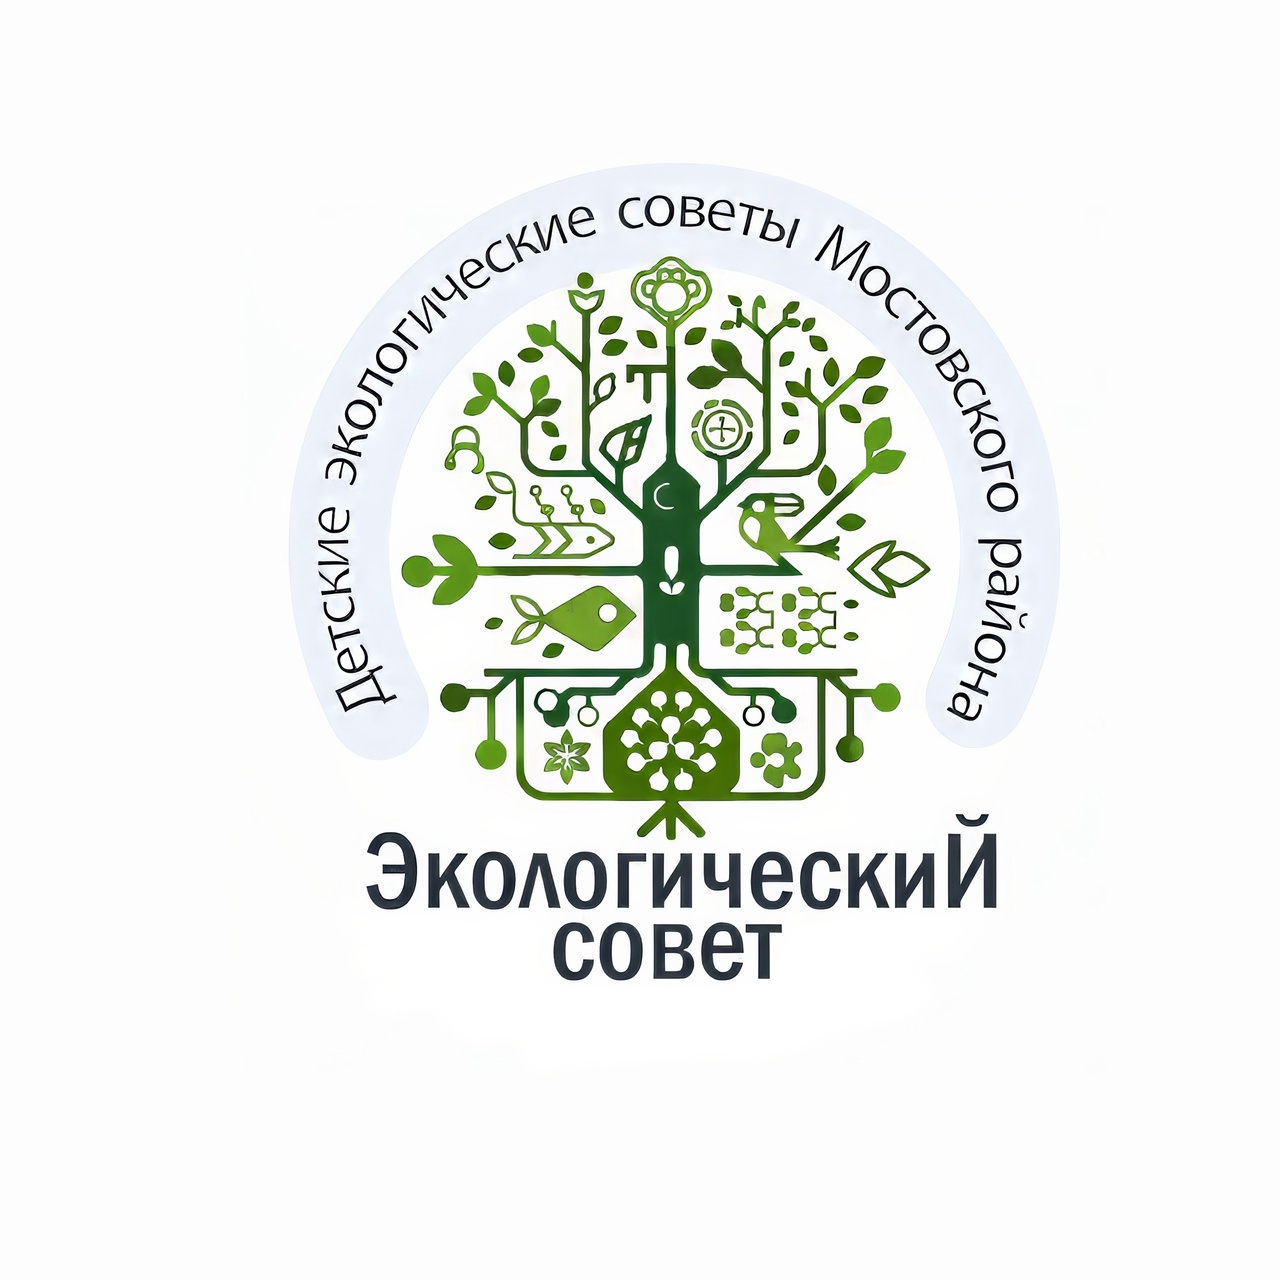 Детские экологические советы Мостовского района
ЭкологическиЙ
совет